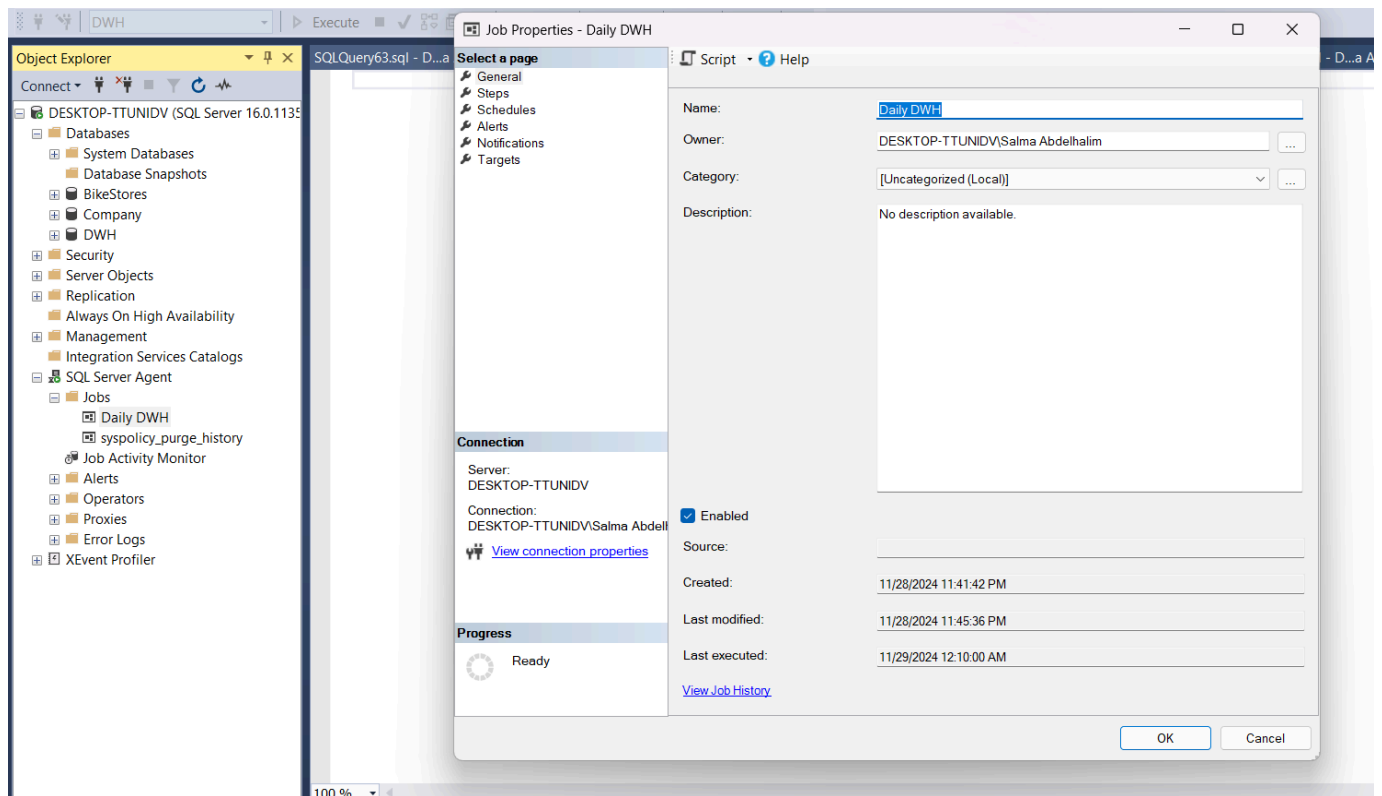 DWH
Execute
Object Explorer
Connect
DESKTOP-TTUNIDV (SQL Server 16.0.1135
Databases
System Databases
Database Snapshots
BikeStores
Company
DWH
Security
Server Objects
Replication
Always On High Availability
Management
Integration Services Catalogs
SQL Server Agent
Jobs
Daily DWH
syspolicy_purge_history
Job Activity Monitor
Alerts
Operators
Proxies
Error Logs
XEvent Profiler
SQLQuery63.sql - D...a
- D...a A
100 %
Job Properties - Daily DWH
Select a page
General
Steps
Schedules
Alerts
Notifications
Targets
Connection
Server:
DESKTOP-TTUNIDV
Connection:
DESKTOP-TTUNIDV\Salma Abdelh
View connection properties
Progress
Ready
Script
Help
Name:
Daily DWH
Owner:
DESKTOP-TTUNIDV\Salma Abdelhalim
...
Category:
[Uncategorized (Local)]
...
Description:
No description available.
Enabled
Source:
Created:
11/28/2024 11:41:42 PM
Last modified:
11/28/2024 11:45:36 PM
Last executed:
11/29/2024 12:10:00 AM
View Job History
OK
Cancel